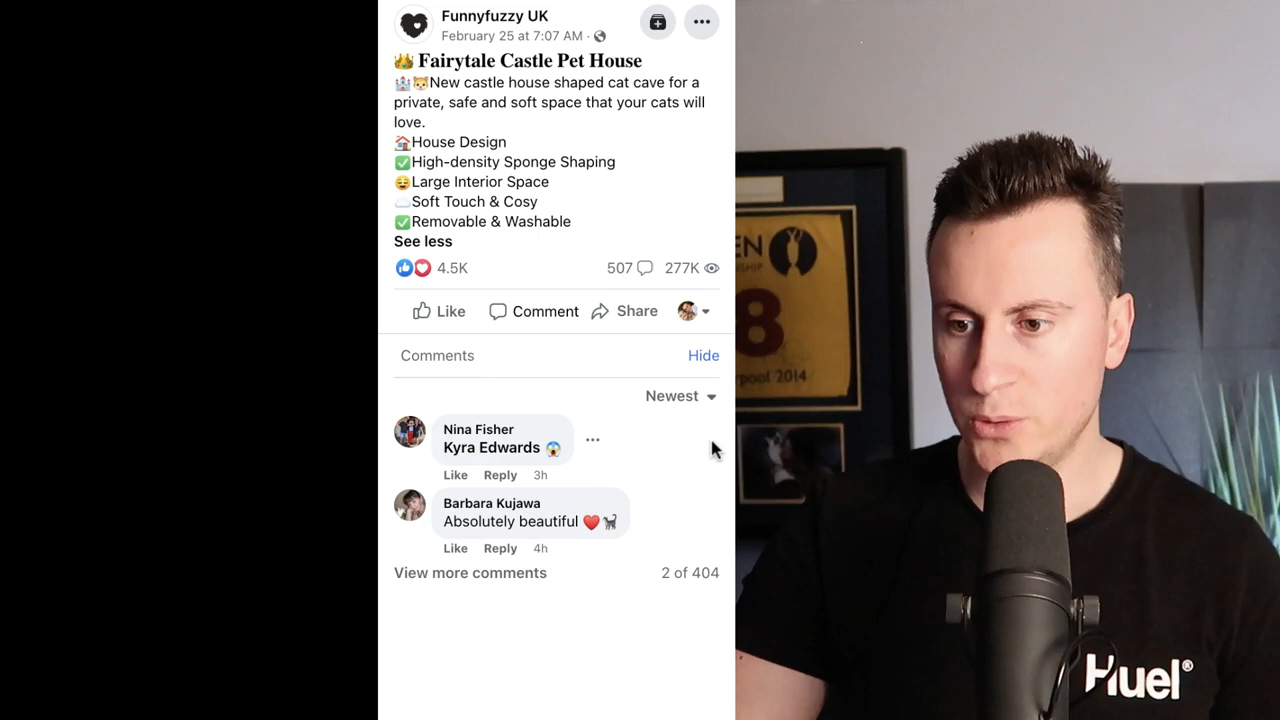 Funnyfuzzy UK
February 25 at 7:07 AM ·
👑 Fairytale Castle Pet House
🏰🐱New castle house shaped cat cave for a
private, safe and soft space that your cats will
love.
🏠House Design
✅High-density Sponge Shaping
😌Large Interior Space
☁️Soft Touch & Cosy
✅Removable & Washable
See less
4.5K 507 277K
Like Comment Share
Comments Hide
Newest
Nina Fisher
Kyra Edwards 😱
Like Reply 3h
Barbara Kujawa
Absolutely beautiful ❤️🐈‍⬛
Like Reply 4h
View more comments 2 of 404
EN
8
rpool 2014
Huel®